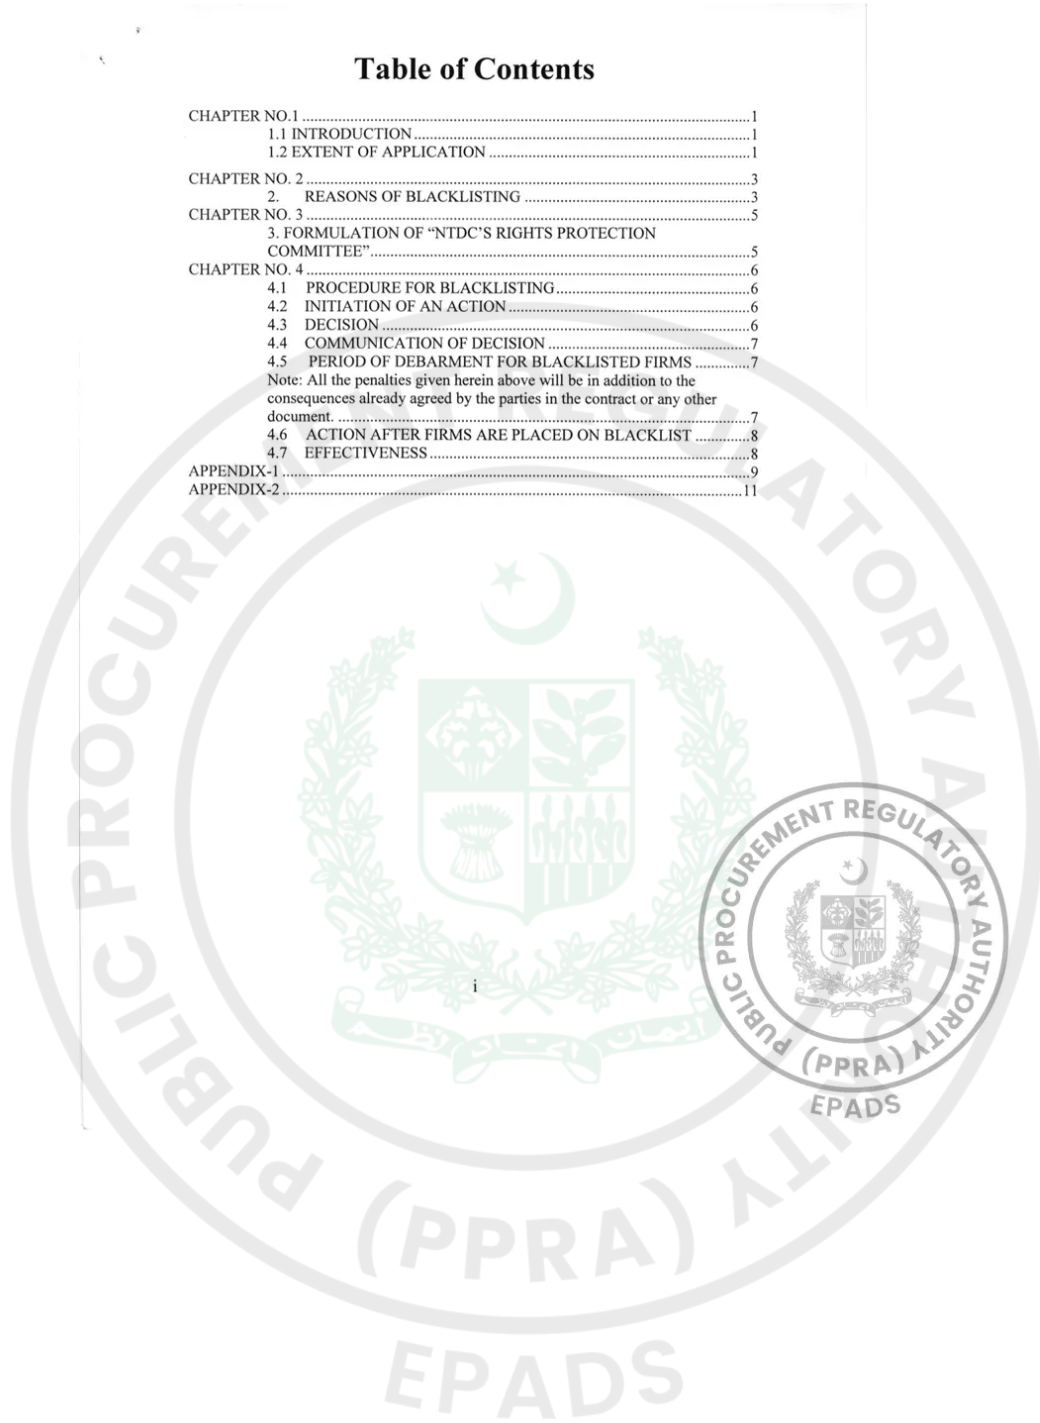 Table of Contents
CHAPTER NO.1 ........................................ 1
1.1 INTRODUCTION ........................................ 1
1.2 EXTENT OF APPLICATION ........................................ 1
CHAPTER NO. 2 ........................................ 3
2. REASONS OF BLACKLISTING ........................................ 3
CHAPTER NO. 3 ........................................ 5
3. FORMULATION OF “NTDC’S RIGHTS PROTECTION
COMMITTEE” ........................................ 5
CHAPTER NO. 4 ........................................ 6
4.1 PROCEDURE FOR BLACKLISTING ........................................ 6
4.2 INITIATION OF AN ACTION ........................................ 6
4.3 DECISION ........................................ 6
4.4 COMMUNICATION OF DECISION ........................................ 7
4.5 PERIOD OF DEBARMENT FOR BLACKLISTED FIRMS .............. 7
Note: All the penalties given herein above will be in addition to the
consequences already agreed by the parties in the contract or any other
document. ........................................ 7
4.6 ACTION AFTER FIRMS ARE PLACED ON BLACKLIST .............. 8
4.7 EFFECTIVENESS ........................................ 8
APPENDIX-1 ........................................ 9
APPENDIX-2 ........................................ 11
i
PUBLIC PROCUREMENT REGULATORY AUTHORITY
(PPRA)
EPADS
PUBLIC PROCUREMENT REGULATORY AUTHORITY
(PPRA)
EPADS